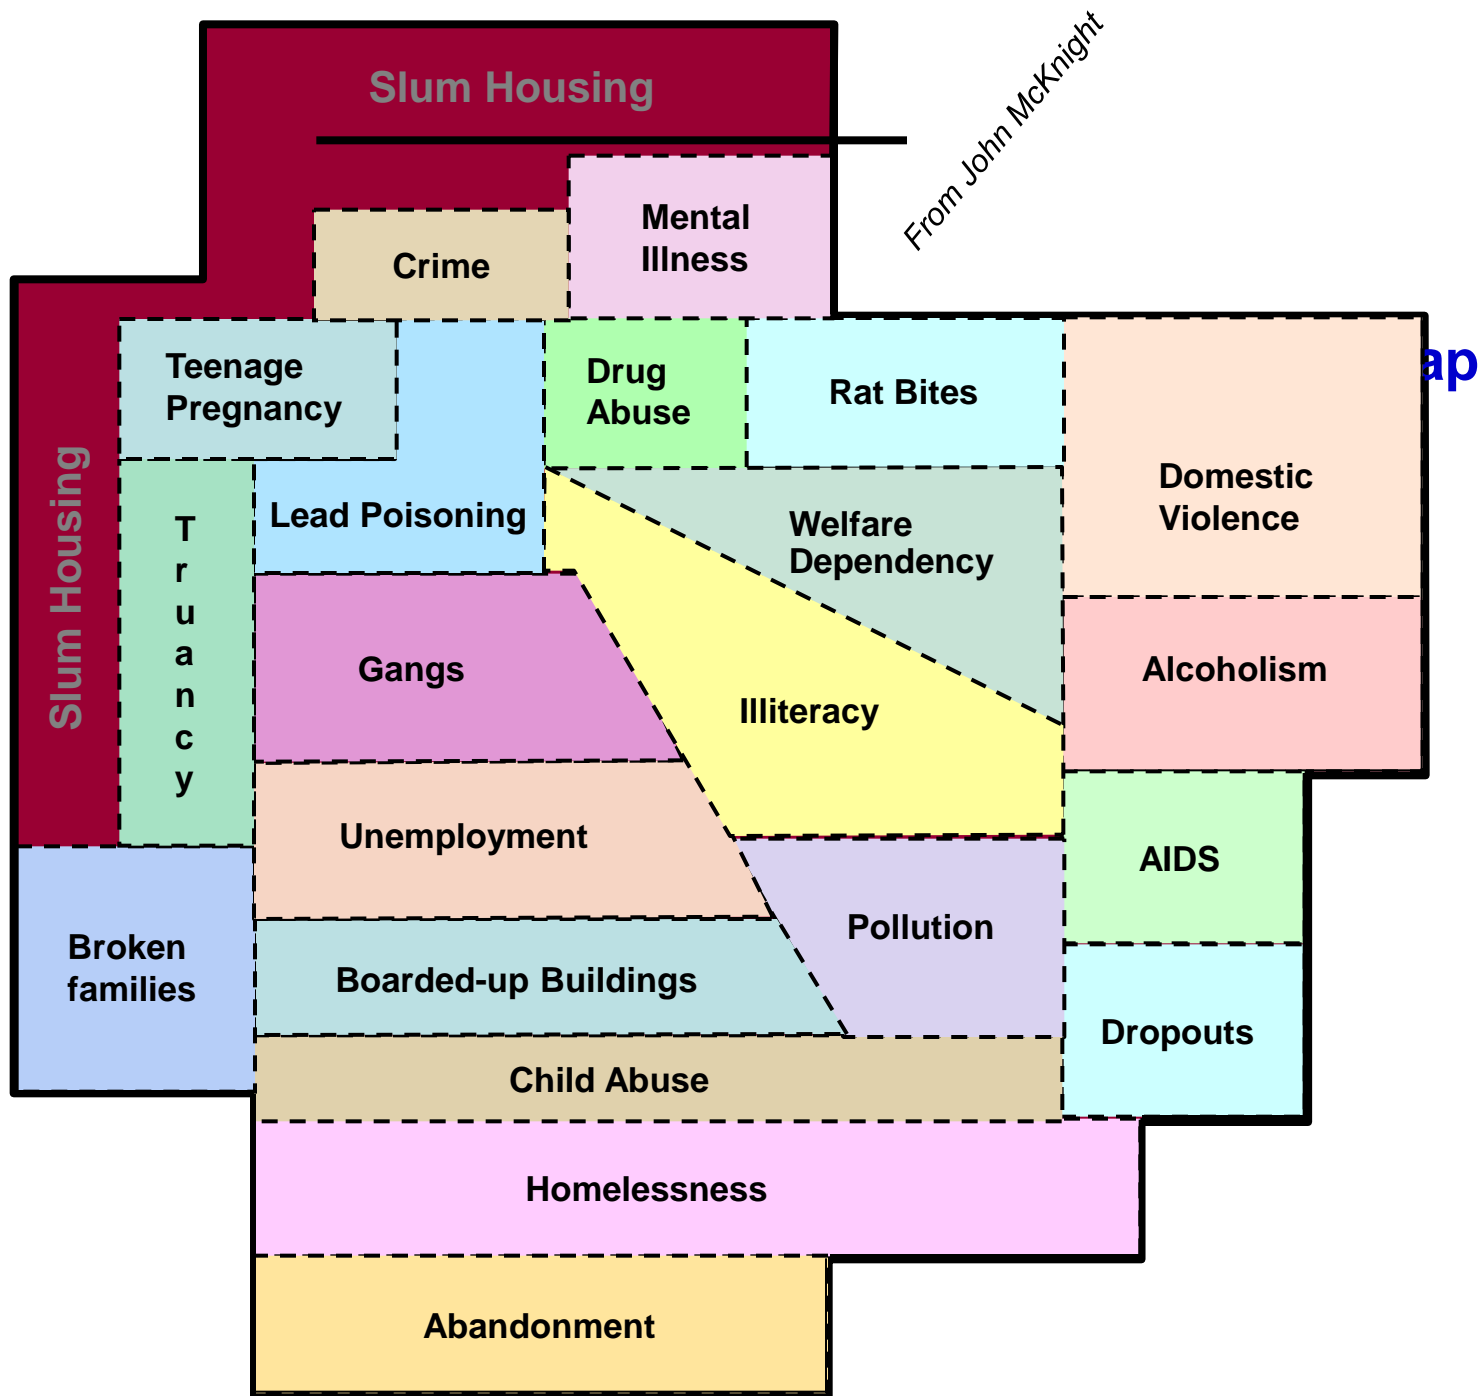 Slum Housing
From John McKnight
Mental
Illness
Crime
Teenage
Pregnancy
Drug
Abuse
Rat Bites
ap
Domestic
Violence
Slum Housing
Truancy
Lead Poisoning
Welfare
Dependency
Gangs
Illiteracy
Alcoholism
Unemployment
AIDS
Broken
families
Boarded-up Buildings
Pollution
Dropouts
Child Abuse
Homelessness
Abandonment